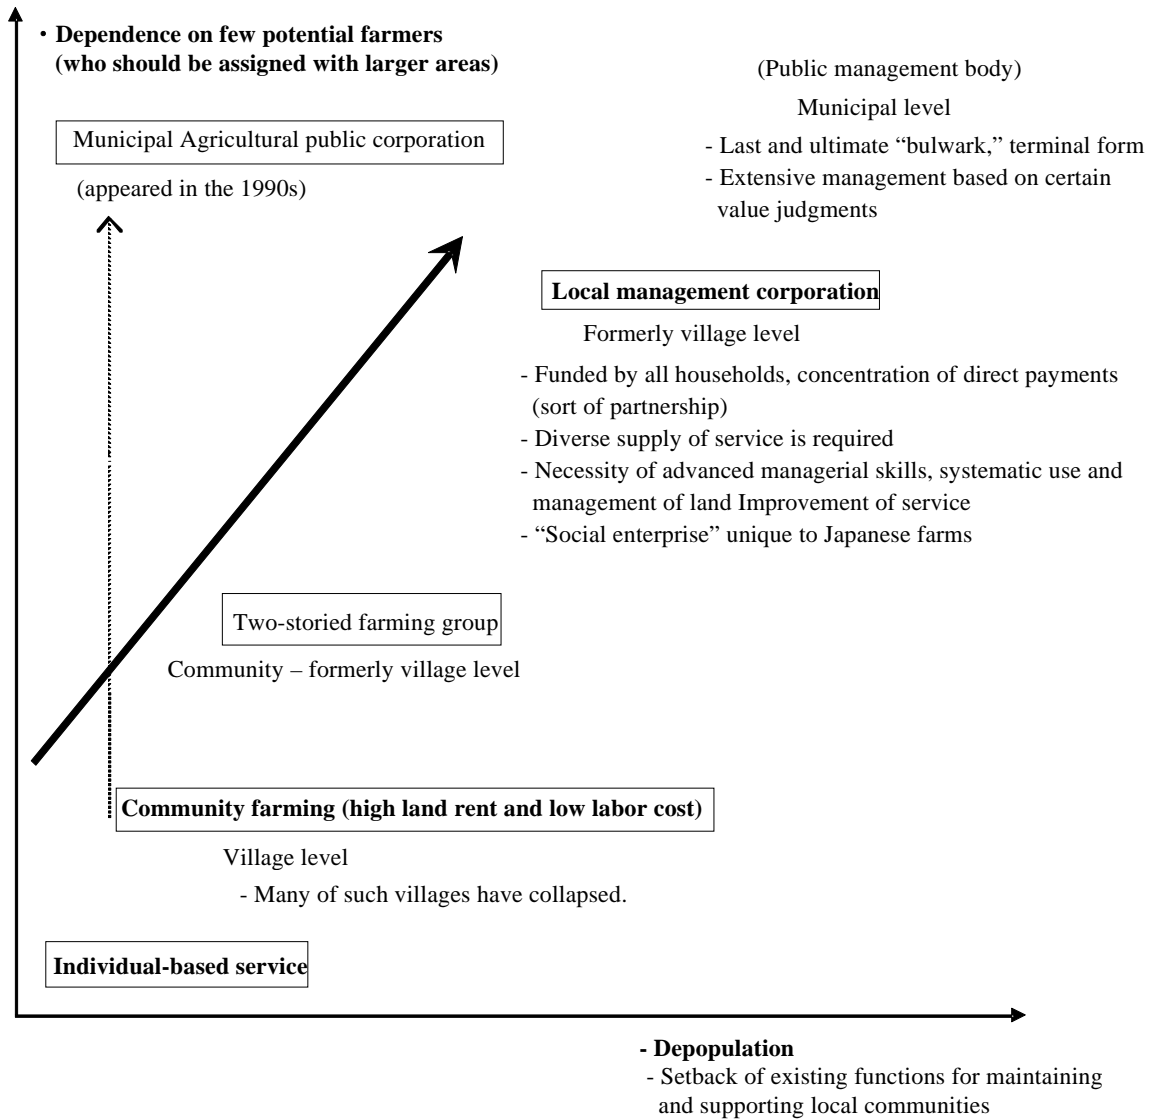 ・ Dependence on few potential farmers
(who should be assigned with larger areas)
(Public management body)
Municipal level
- Last and ultimate “bulwark,” terminal form
- Extensive management based on certain
value judgments
Municipal Agricultural public corporation
(appeared in the 1990s)
Local management corporation
Formerly village level
- Funded by all households, concentration of direct payments
(sort of partnership)
- Diverse supply of service is required
- Necessity of advanced managerial skills, systematic use and
management of land Improvement of service
- “Social enterprise” unique to Japanese farms
Two-storied farming group
Community – formerly village level
Community farming (high land rent and low labor cost)
Village level
- Many of such villages have collapsed.
Individual-based service
- Depopulation
- Setback of existing functions for maintaining
and supporting local communities